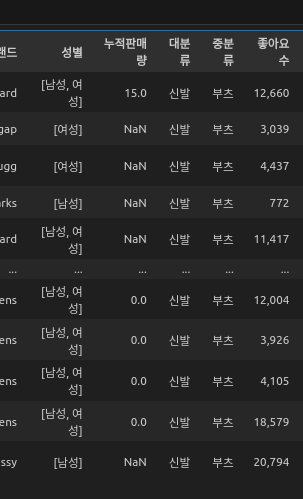 랜드 성별 누적판매량 대분류 중분류 좋아요수
ard [남성, 여성] 15.0 신발 부츠 12,660
gap [여성] NaN 신발 부츠 3,039
ugg [여성] NaN 신발 부츠 4,437
arks [남성] NaN 신발 부츠 772
ard [남성, 여성] NaN 신발 부츠 11,417
... ... ... ... ... ...
ens [남성, 여성] 0.0 신발 부츠 12,004
ens [남성, 여성] 0.0 신발 부츠 3,926
ens [남성, 여성] 0.0 신발 부츠 4,105
ens [남성, 여성] 0.0 신발 부츠 18,579
ssy [남성] NaN 신발 부츠 20,794